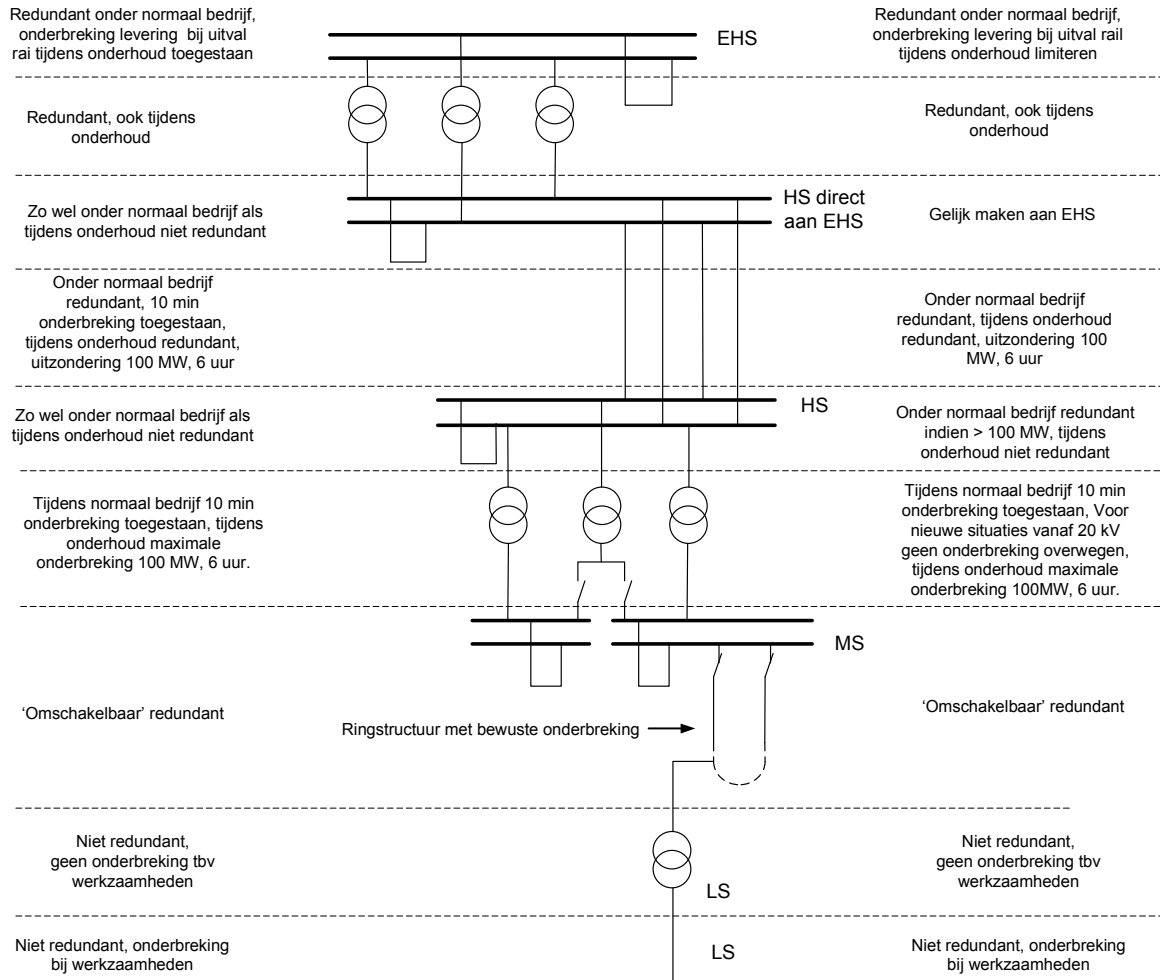 Redundant onder normaal bedrijf,
onderbreking levering bij uitval
rai tijdens onderhoud toegestaan
EHS
Redundant onder normaal bedrijf,
onderbreking levering bij uitval rail
tijdens onderhoud limiteren
Redundant, ook tijdens
onderhoud
Redundant, ook tijdens
onderhoud
Zo wel onder normaal bedrijf als
tijdens onderhoud niet redundant
HS direct
aan EHS
Gelijk maken aan EHS
Onder normaal bedrijf
redundant, 10 min
onderbreking toegestaan,
tijdens onderhoud redundant,
uitzondering 100 MW, 6 uur
Onder normaal bedrijf
redundant, tijdens onderhoud
redundant, uitzondering 100
MW, 6 uur
Zo wel onder normaal bedrijf als
tijdens onderhoud niet redundant
HS
Onder normaal bedrijf redundant
indien > 100 MW, tijdens
onderhoud niet redundant
Tijdens normaal bedrijf 10 min
onderbreking toegestaan, tijdens
onderhoud maximale
onderbreking 100 MW, 6 uur.
Tijdens normaal bedrijf 10 min
onderbreking toegestaan, Voor
nieuwe situaties vanaf 20 kV
geen onderbreking overwegen,
tijdens onderhoud maximale
onderbreking 100MW, 6 uur.
MS
‘Omschakelbaar’ redundant
Ringstructuur met bewuste onderbreking
‘Omschakelbaar’ redundant
Niet redundant,
geen onderbreking tbv
werkzaamheden
LS
Niet redundant,
geen onderbreking tbv
werkzaamheden
Niet redundant, onderbreking
bij werkzaamheden
LS
Niet redundant, onderbreking
bij werkzaamheden